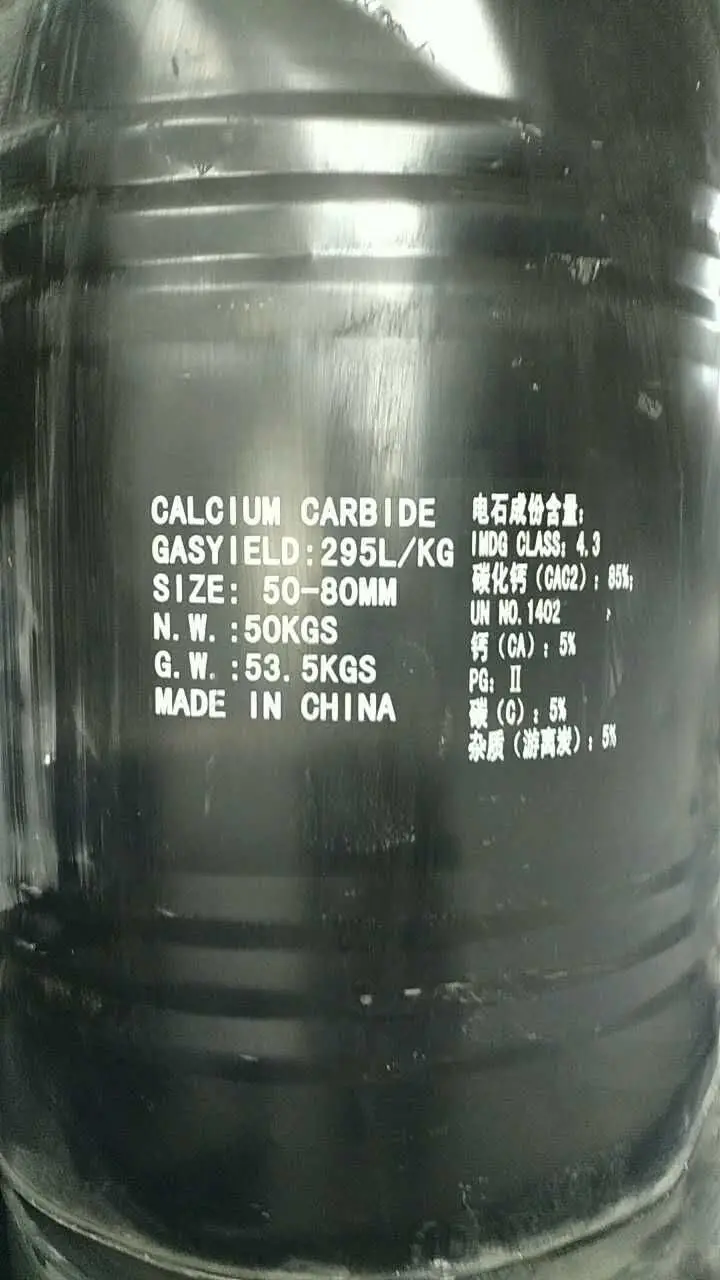 CALCIUM CARBIDE
GASYIELD:295L/KG
SIZE: 50-80MM
N.W.:50KGS
G.W.:53.5KGS
MADE IN CHINA
电石成份含量:
IMDG CLASS: 4.3
碳化钙(CAC2): 85%;
UN NO.1402
钙(CA): 5%
PG: Ⅱ
碳(C): 5%
杂质(游离炭): 5%